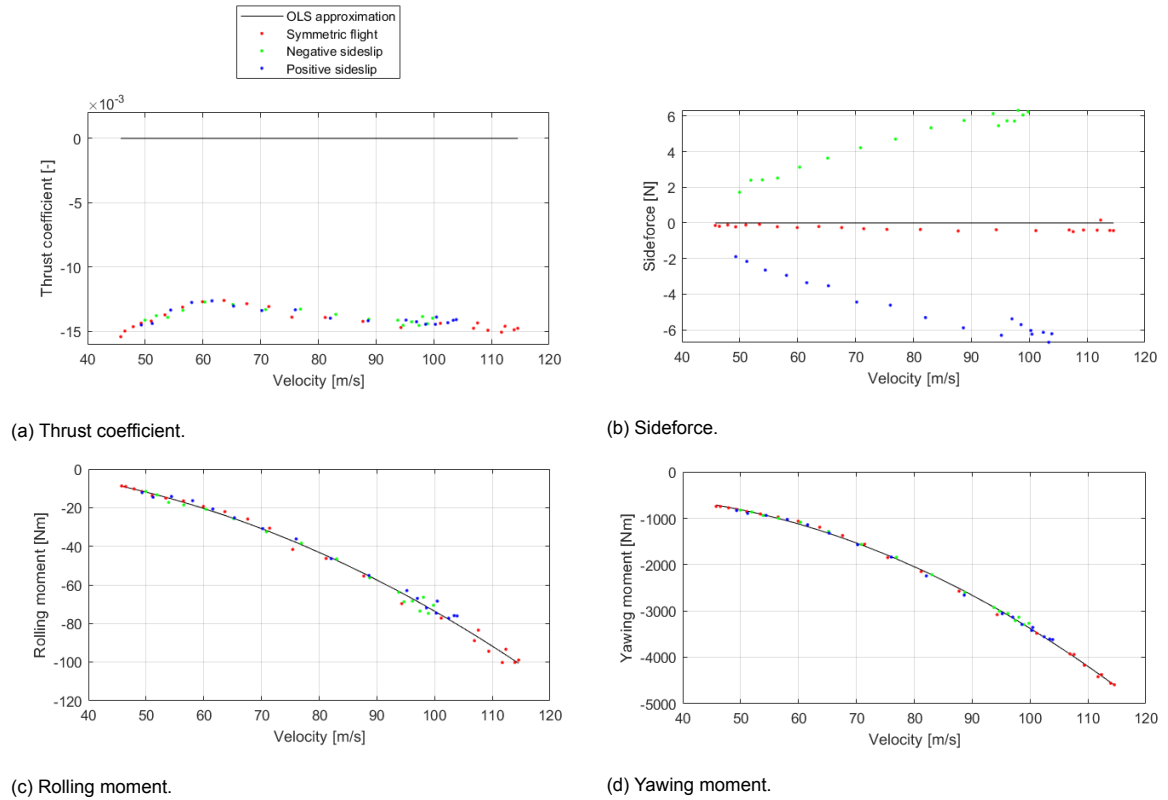 OLS approximation
Symmetric flight
Negative sideslip
Positive sideslip
×10⁻³
0
-5
-10
-15
40 50 60 70 80 90 100 110 120
Thrust coefficient [-]
Velocity [m/s]
(a) Thrust coefficient.
6
4
2
0
-2
-4
-6
40 50 60 70 80 90 100 110 120
Sideforce [N]
Velocity [m/s]
(b) Sideforce.
0
-20
-40
-60
-80
-100
-120
40 50 60 70 80 90 100 110 120
Rolling moment [Nm]
Velocity [m/s]
(c) Rolling moment.
0
-1000
-2000
-3000
-4000
-5000
40 50 60 70 80 90 100 110 120
Yawing moment [Nm]
Velocity [m/s]
(d) Yawing moment.